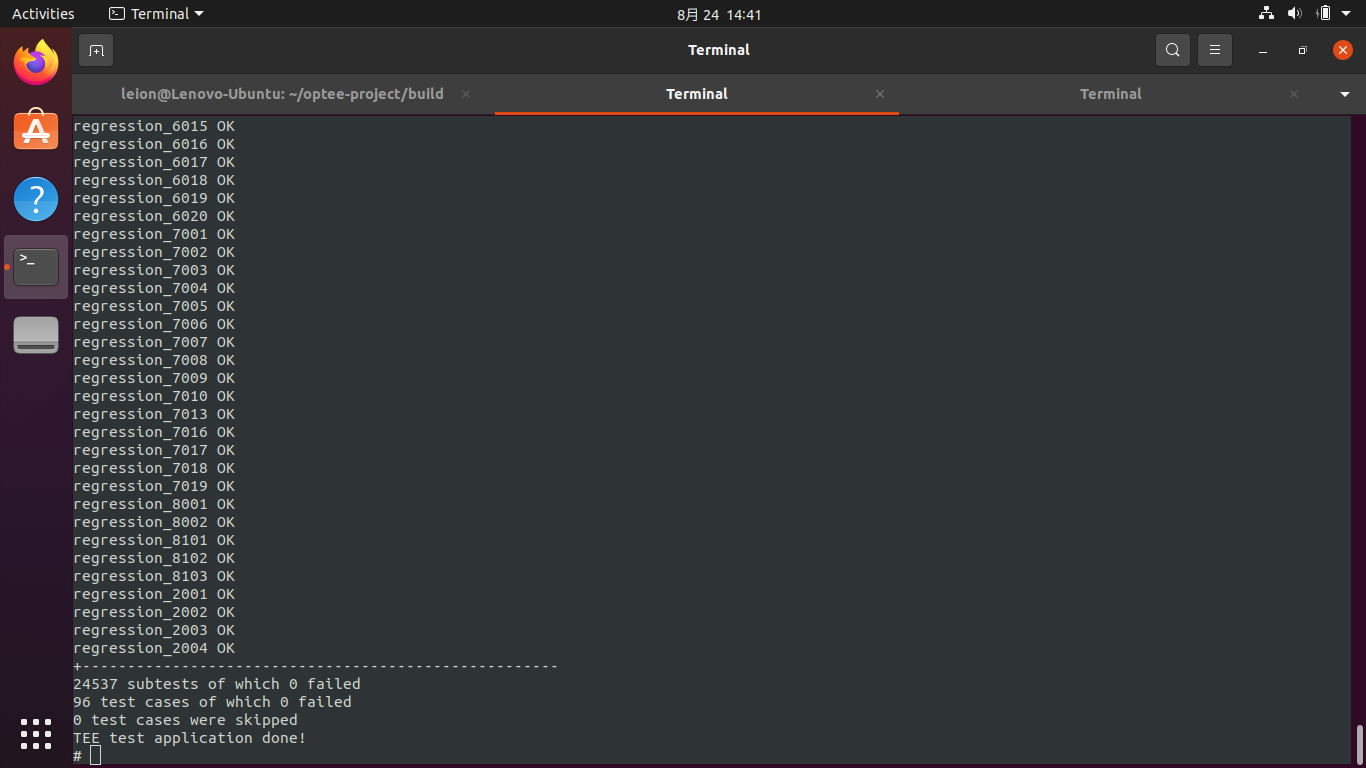 Activities
Terminal
8月 24 14:41
Terminal
leion@Lenovo-Ubuntu: ~/optee-project/build
Terminal
Terminal
regression_6015 OK
regression_6016 OK
regression_6017 OK
regression_6018 OK
regression_6019 OK
regression_6020 OK
regression_7001 OK
regression_7002 OK
regression_7003 OK
regression_7004 OK
regression_7005 OK
regression_7006 OK
regression_7007 OK
regression_7008 OK
regression_7009 OK
regression_7010 OK
regression_7013 OK
regression_7016 OK
regression_7017 OK
regression_7018 OK
regression_7019 OK
regression_8001 OK
regression_8002 OK
regression_8101 OK
regression_8102 OK
regression_8103 OK
regression_2001 OK
regression_2002 OK
regression_2003 OK
regression_2004 OK
+-----------------------------------------------------
24537 subtests of which 0 failed
96 test cases of which 0 failed
0 test cases were skipped
TEE test application done!
#